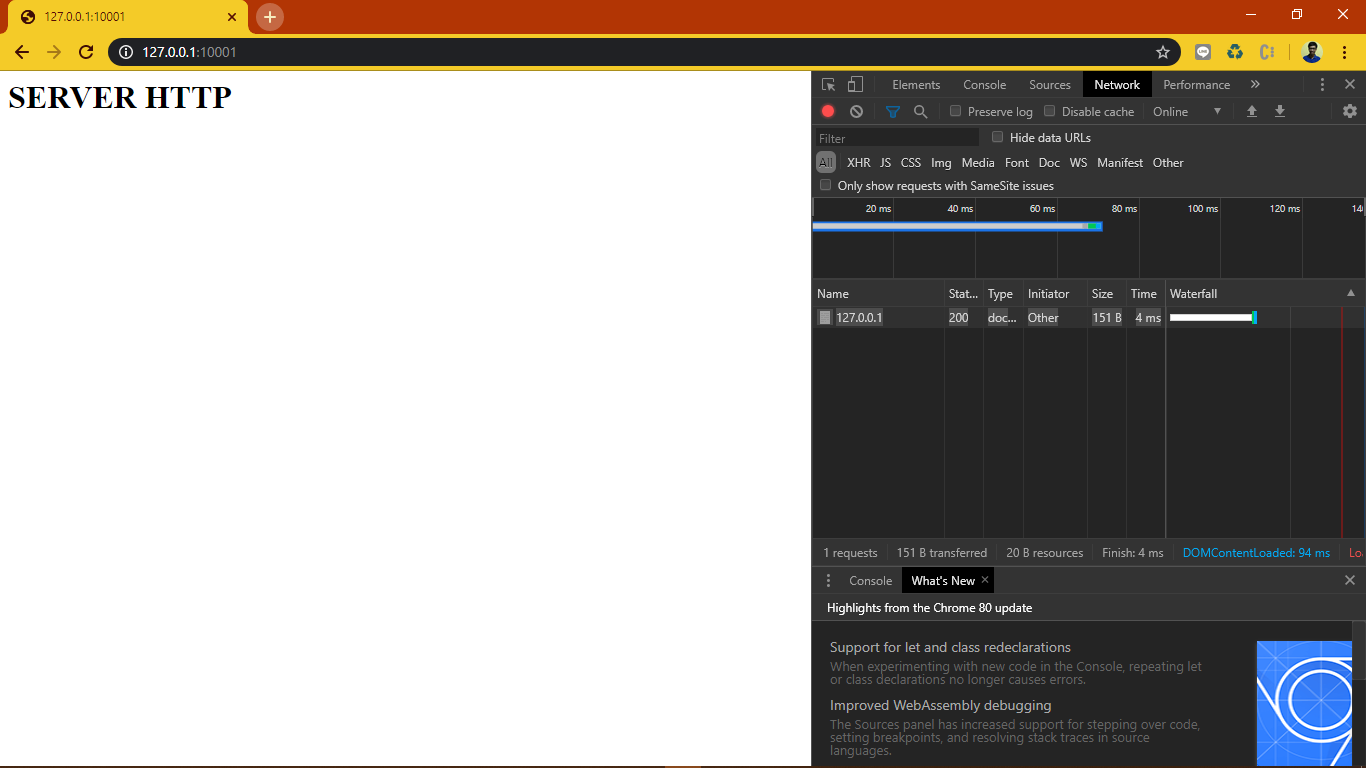 127.0.0.1:10001
127.0.0.1:10001
SERVER HTTP
Elements Console Sources Network Performance
Preserve log Disable cache Online
Filter Hide data URLs
All XHR JS CSS Img Media Font Doc WS Manifest Other
Only show requests with SameSite issues
20 ms 40 ms 60 ms 80 ms 100 ms 120 ms 140
Name Stat... Type Initiator Size Time Waterfall
127.0.0.1 200 doc... Other 151 B 4 ms
1 requests 151 B transferred 20 B resources Finish: 4 ms DOMContentLoaded: 94 ms Lo
Console What's New
Highlights from the Chrome 80 update
Support for let and class redeclarations
When experimenting with new code in the Console, repeating let
or class declarations no longer causes errors.
Improved WebAssembly debugging
The Sources panel has increased support for stepping over code,
setting breakpoints, and resolving stack traces in source
languages.